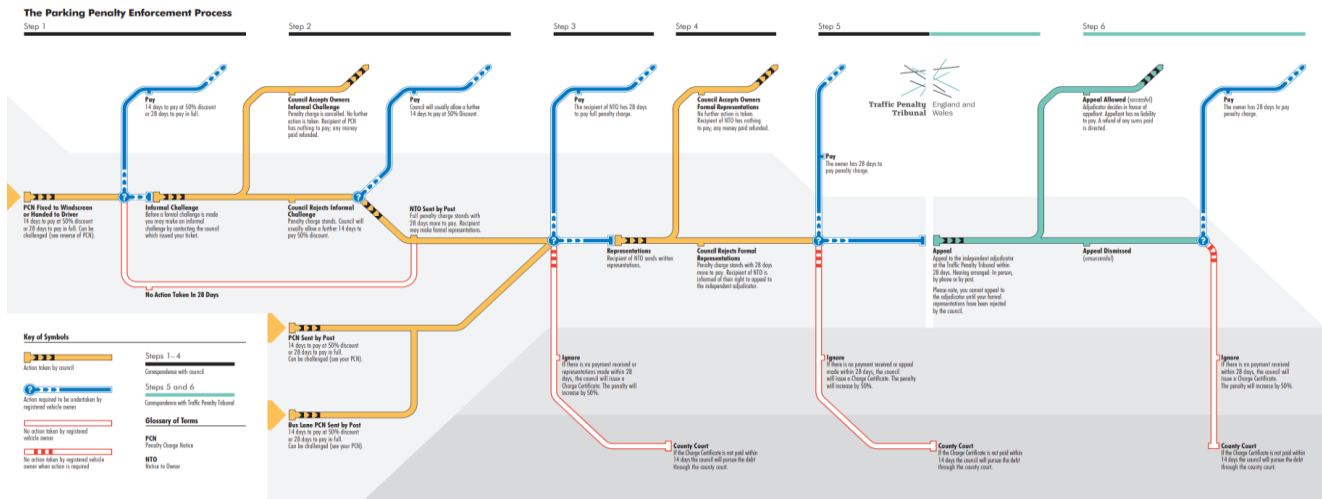 The Parking Penalty Enforcement Process
Step 1
Step 2
Step 3
Step 4
Step 5
Step 6
Pay
14 days to pay at 50% discount
or 28 days to pay in full.
Council Accepts Owners
Informal Challenge
Penalty charge is cancelled. No further
action is taken. Recipient of PCN
has nothing to pay; any money
paid refunded.
Pay
Council will usually allow a further
14 days to pay at 50% Discount.
Pay
The recipient of NTO has 28 days
to pay full penalty charge.
Council Accepts Owners
Formal Representations
No further action is taken.
Recipient of NTO has nothing
to pay; any money paid refunded.
Traffic Penalty
Tribunal
England and
Wales
Pay
The owner has 28 days to
pay penalty charge.
Appeal Allowed (successful)
Adjudicator decides in favour of
appellant. Appellant has no liability
to pay. A refund of any sums paid
is directed.
Pay
The owner has 28 days to pay
penalty charge.
PCN Fixed to Windscreen
or Handed to Driver
14 days to pay at 50% discount
or 28 days to pay in full. Can be
challenged (see reverse of PCN).
?
Informal Challenge
Before a formal challenge is made
you may make an informal
challenge by contacting the council
which issued your ticket.
Council Rejects Informal
Challenge
Penalty charge stands. Council will
usually allow a further 14 days to
pay 50% discount.
?
NTO Sent by Post
Full penalty charge stands with
28 days more to pay. Recipient
may make formal representations.
?
Representations
Recipient of NTO sends written
representations.
Council Rejects Formal
Representations
Penalty charge stands with 28 days
more to pay. Recipient of NTO is
informed of their right to appeal to
the independent adjudicator.
?
Appeal
Appeal to the independent adjudicator
at the Traffic Penalty Tribunal within
28 days. Hearing arranged: In person,
by phone or by post.
Please note, you cannot appeal to
the adjudicator until your formal
representations have been rejected
by the council.
Appeal Dismissed
(unsuccessful)
?
No Action Taken In 28 Days
PCN Sent by Post
14 days to pay at 50% discount
or 28 days to pay in full.
Can be challenged (see your PCN).
Bus Lane PCN Sent by Post
14 days to pay at 50% discount
or 28 days to pay in full.
Can be challenged (see your PCN).
Ignore
If there is no payment received or
representations made within 28
days, the council will issue a
Charge Certificate. The penalty will
increase by 50%.
County Court
If the Charge Certificate is not paid within
14 days the council will pursue the debt
through the county court.
Ignore
If there is no payment received or appeal
made within 28 days, the council
will issue a Charge Certificate. The penalty
will increase by 50%.
County Court
If the Charge Certificate is not paid within
14 days the council will pursue the debt
through the county court.
Ignore
If there is no payment received
within 28 days, the council will
issue a Charge Certificate.
The penalty will increase by 50%.
County Court
If the Charge Certificate is not paid within
14 days the council will pursue the debt
through the county court.
Key of Symbols
Action taken by council
?
Action required to be undertaken by
registered vehicle owner
No action taken by registered
vehicle owner
No action taken by registered vehicle
owner when action is required
Steps 1–4
Correspondence with council
Steps 5 and 6
Correspondence with Traffic Penalty Tribunal
Glossary of Terms
PCN
Penalty Charge Notice
NTO
Notice to Owner